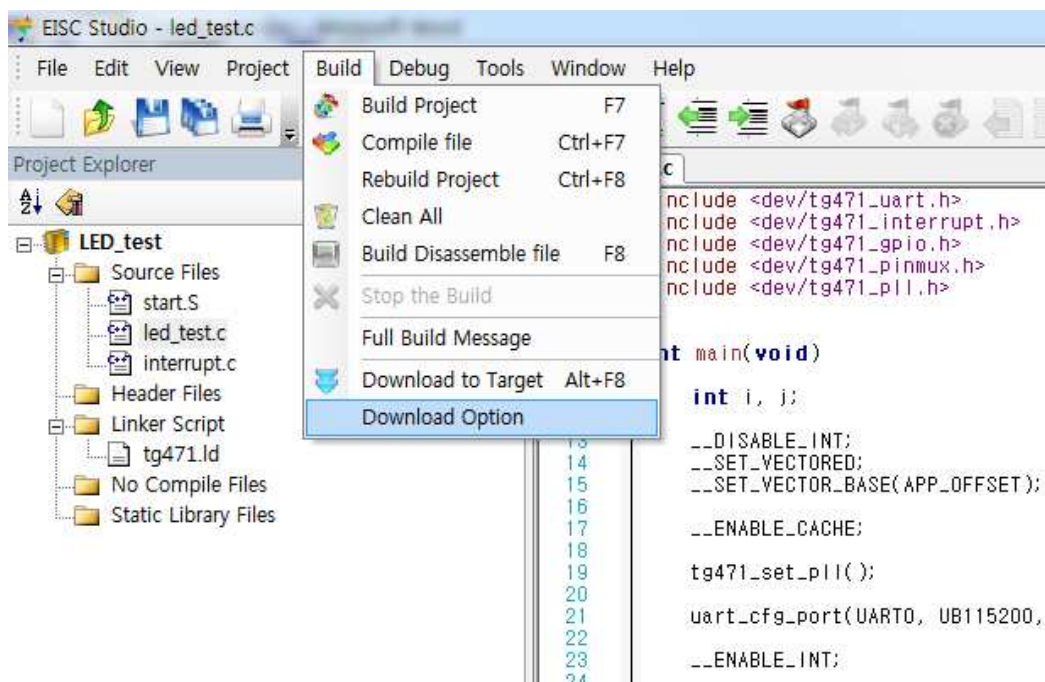 EISC Studio - led_test.c
File Edit View Project Build Debug Tools Window Help
Build Project F7
Compile file Ctrl+F7
Rebuild Project Ctrl+F8
Clean All
Build Disassemble file F8
Stop the Build
Full Build Message
Download to Target Alt+F8
Download Option
Project Explorer
LED_test
Source Files
start.S
led_test.c
interrupt.c
Header Files
Linker Script
tg471.ld
No Compile Files
Static Library Files
.c
nclude <dev/tg471_uart.h>
nclude <dev/tg471_interrupt.h>
nclude <dev/tg471_gpio.h>
nclude <dev/tg471_pinmux.h>
nclude <dev/tg471_pll.h>
nt main(void)
int i, j;
13 __DISABLE_INT;
14 __SET_VECTORED;
15 __SET_VECTOR_BASE(APP_OFFSET);
16
17 __ENABLE_CACHE;
18
19 tg471_set_pll();
20
21 uart_cfg_port(UART0, UB115200,
22
23 __ENABLE_INT;
24